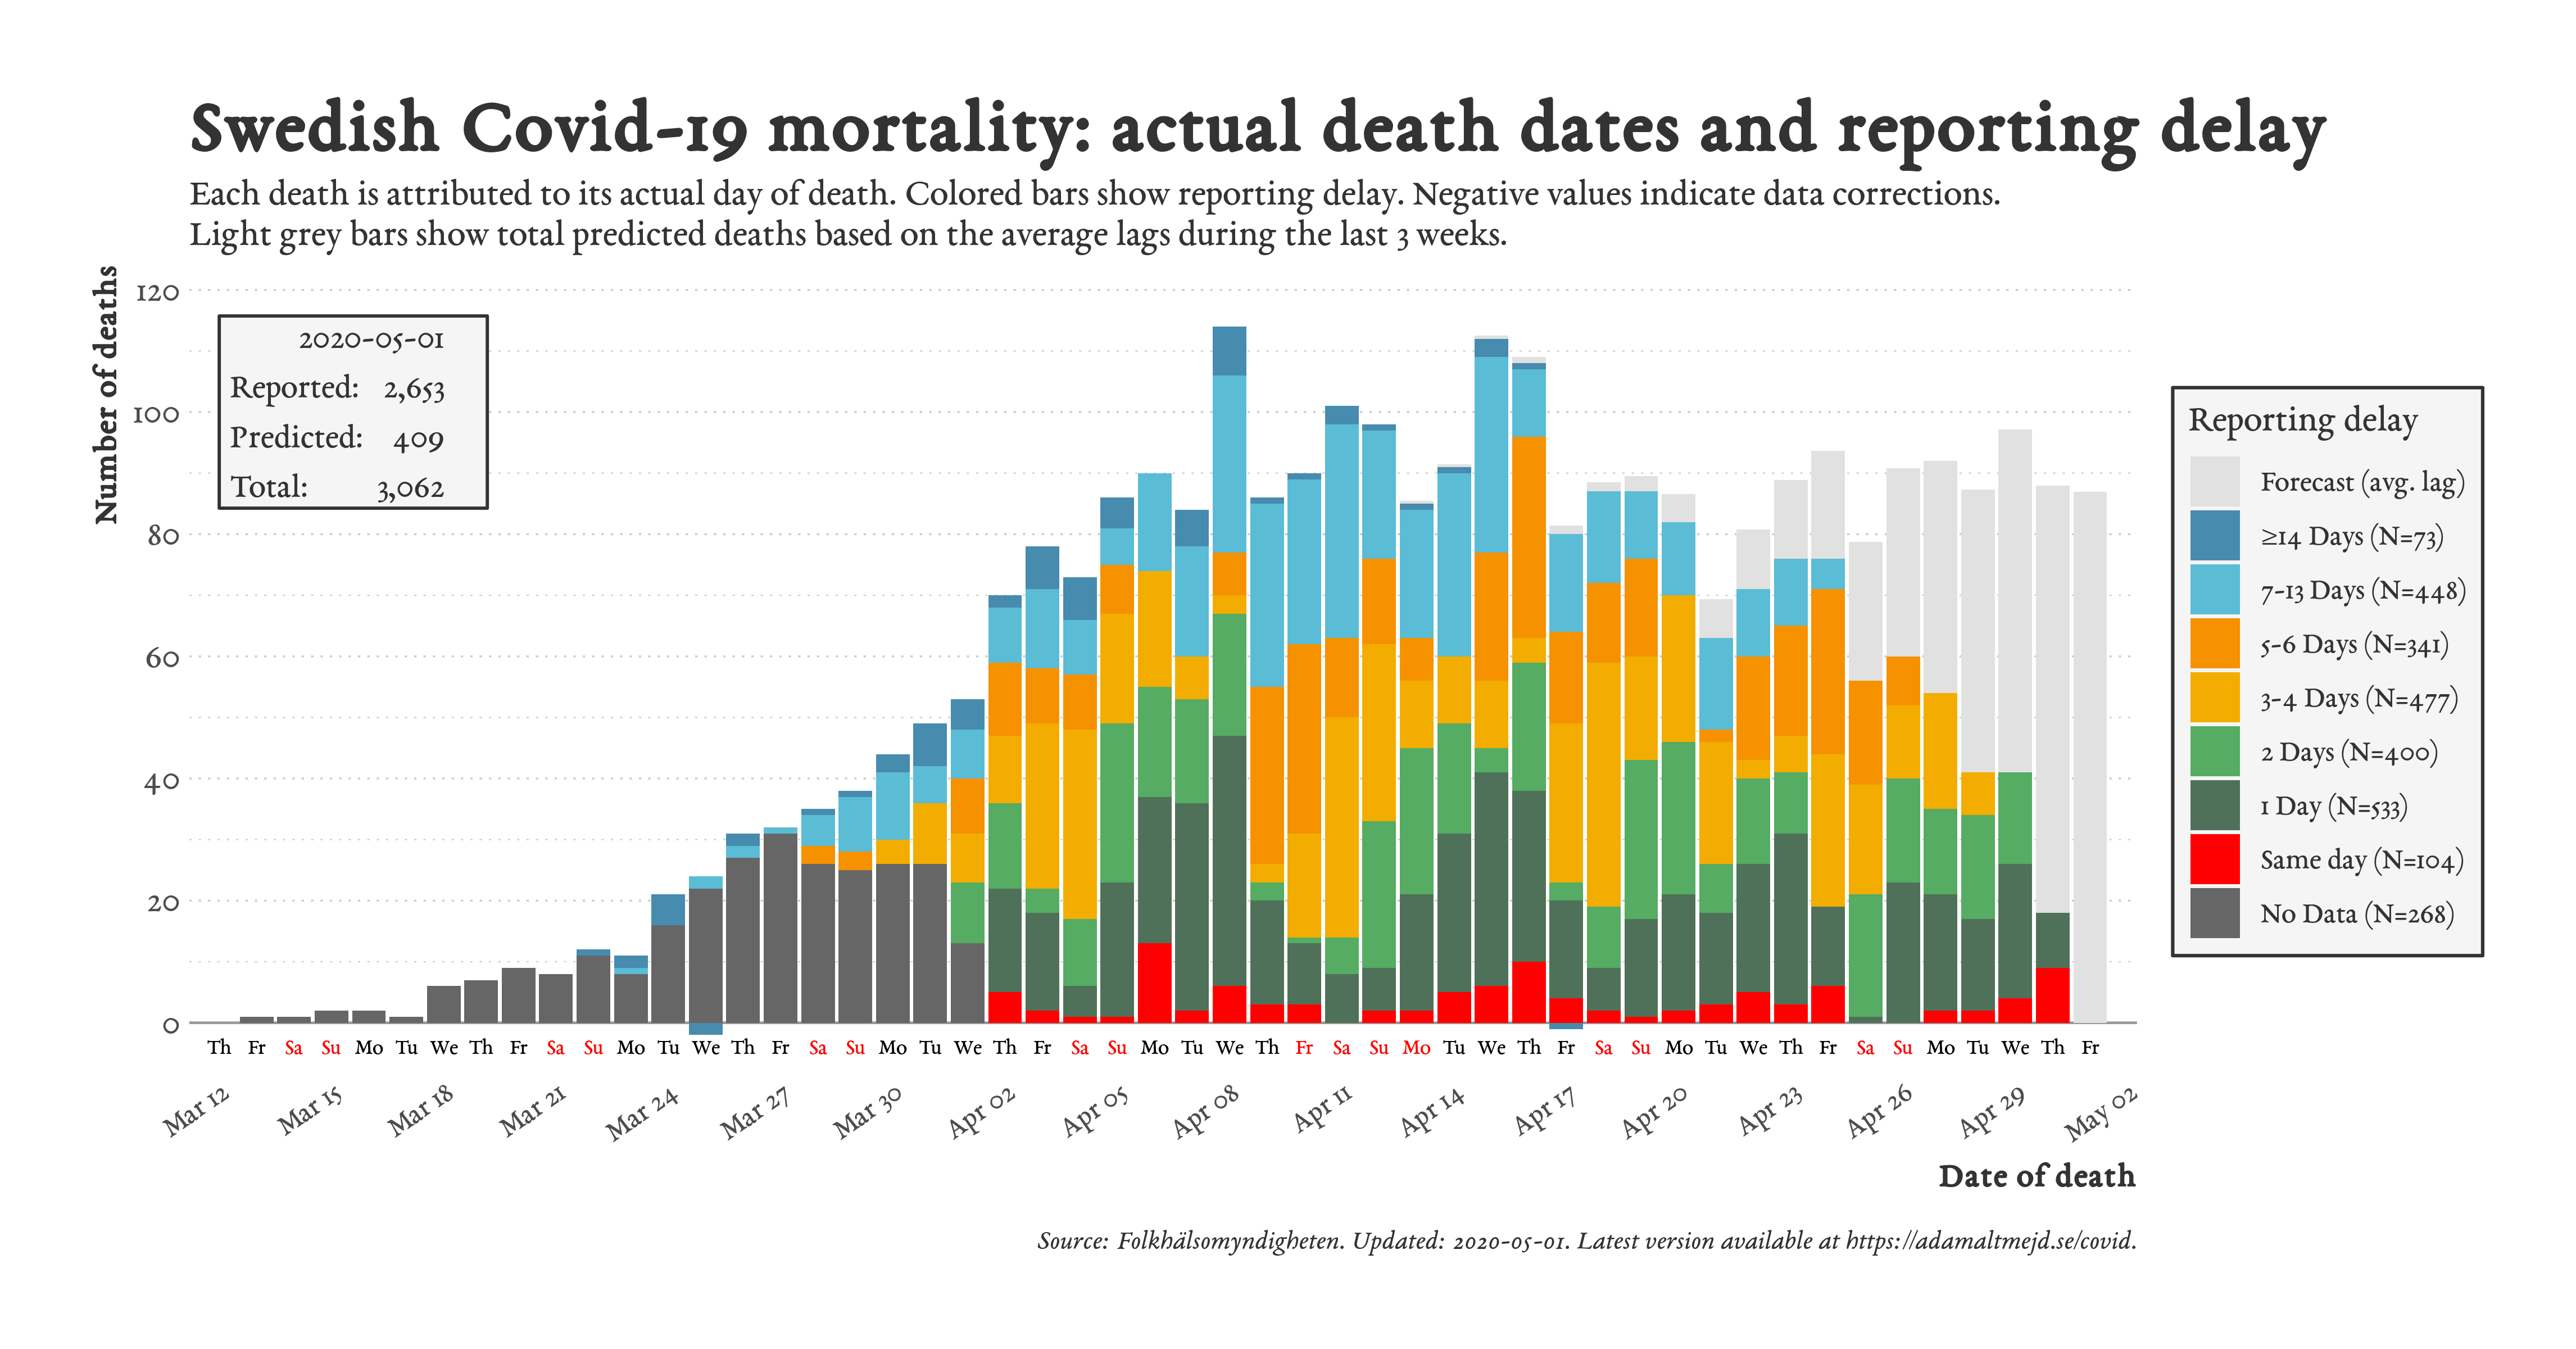 Swedish Covid-19 mortality: actual death dates and reporting delay
Each death is attributed to its actual day of death. Colored bars show reporting delay. Negative values indicate data corrections.
Light grey bars show total predicted deaths based on the average lags during the last 3 weeks.
Number of deaths
120
100
80
60
40
20
0
2020-05-01
Reported: 2,653
Predicted: 409
Total: 3,062
Reporting delay
Forecast (avg. lag)
≥14 Days (N=73)
7-13 Days (N=448)
5-6 Days (N=341)
3-4 Days (N=477)
2 Days (N=400)
1 Day (N=533)
Same day (N=104)
No Data (N=268)
Th Fr Sa Su Mo Tu We Th Fr Sa Su Mo Tu We Th Fr Sa Su Mo Tu We Th Fr Sa Su Mo Tu We Th Fr Sa Su Mo Tu We Th Fr Sa Su Mo Tu We Th Fr Sa Su Mo Tu We Th Fr
Mar 12 Mar 15 Mar 18 Mar 21 Mar 24 Mar 27 Mar 30 Apr 02 Apr 05 Apr 08 Apr 11 Apr 14 Apr 17 Apr 20 Apr 23 Apr 26 Apr 29 May 02
Date of death
Source: Folkhälsomyndigheten. Updated: 2020-05-01. Latest version available at https://adamaltmejd.se/covid.